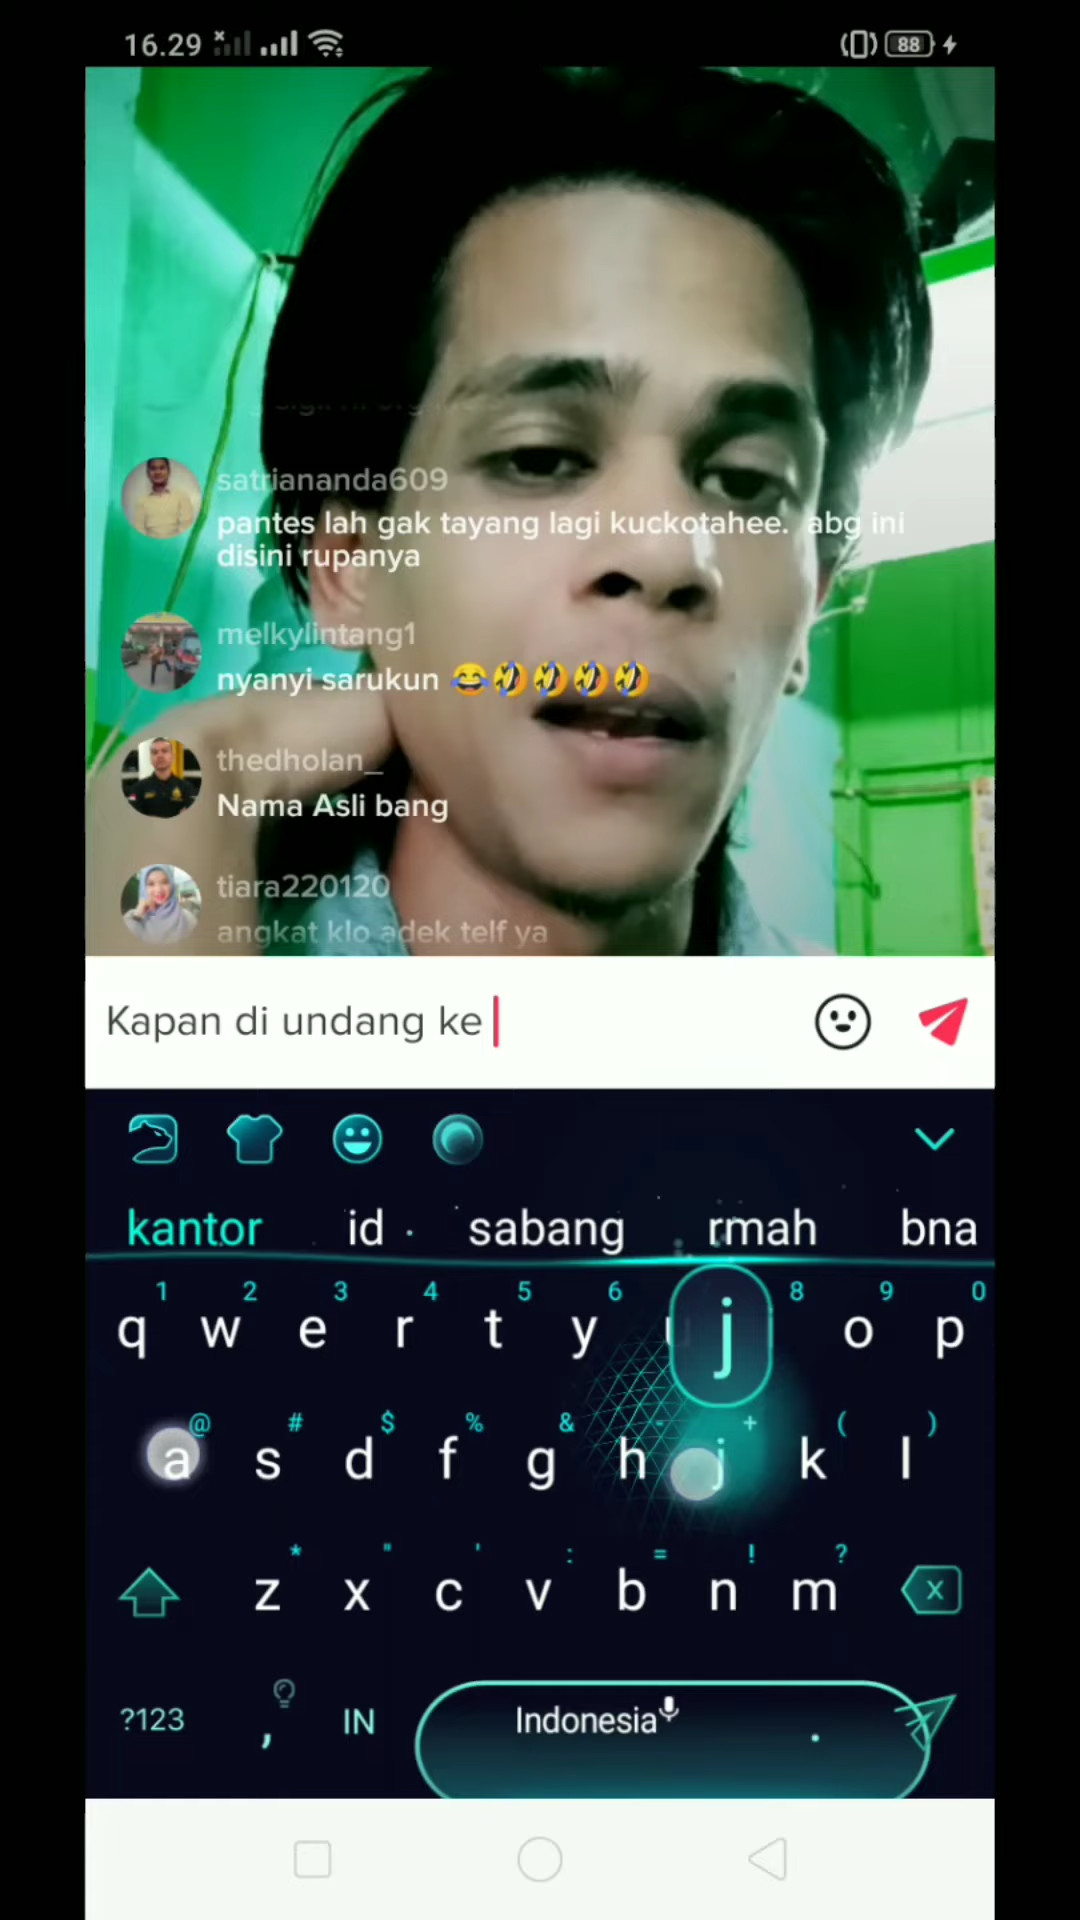 16.29
88
satriananda609
pantes lah gak tayang lagi kuckotahee. abg ini
disini rupanya
melkylintang1
nyanyi sarukun 😂🤣🤣🤣🤣
thedholan_
Nama Asli bang
tiara220120
angkat klo adek telf ya
Kapan di undang ke
kantor id sabang rmah bna
1 2 3 4 5 6 8 9 0
q w e r t y j o p
@ # $ % & - + ( )
a s d f g h j k l
* " ' : = ! ?
z x c v b n m
?123 , IN Indonesia .